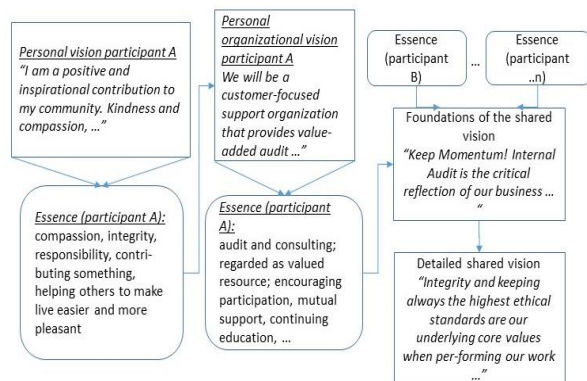 Personal vision participant A
“I am a positive and
inspirational contribution to
my community. Kindness and
compassion, …”
Essence (participant A):
compassion, integrity,
responsibility, contri-
buting something,
helping others to make
live easier and more
pleasant
Personal
organizational vision
participant A
We will be a
customer-focused
support organization
that provides value-
added audit …”
Essence (participant
A):
audit and consulting;
regarded as valued
resource; encouraging
participation, mutual
support, continuing
education, …
Essence
(participant
B)
…
Essence
(participant
..n)
Foundations of the shared
vision
“Keep Momentum! Internal
Audit is the critical
reflection of our business …
“
Detailed shared vision
“Integrity and keeping
always the highest ethical
standards are our
underlying core values
when per-forming our work
…”